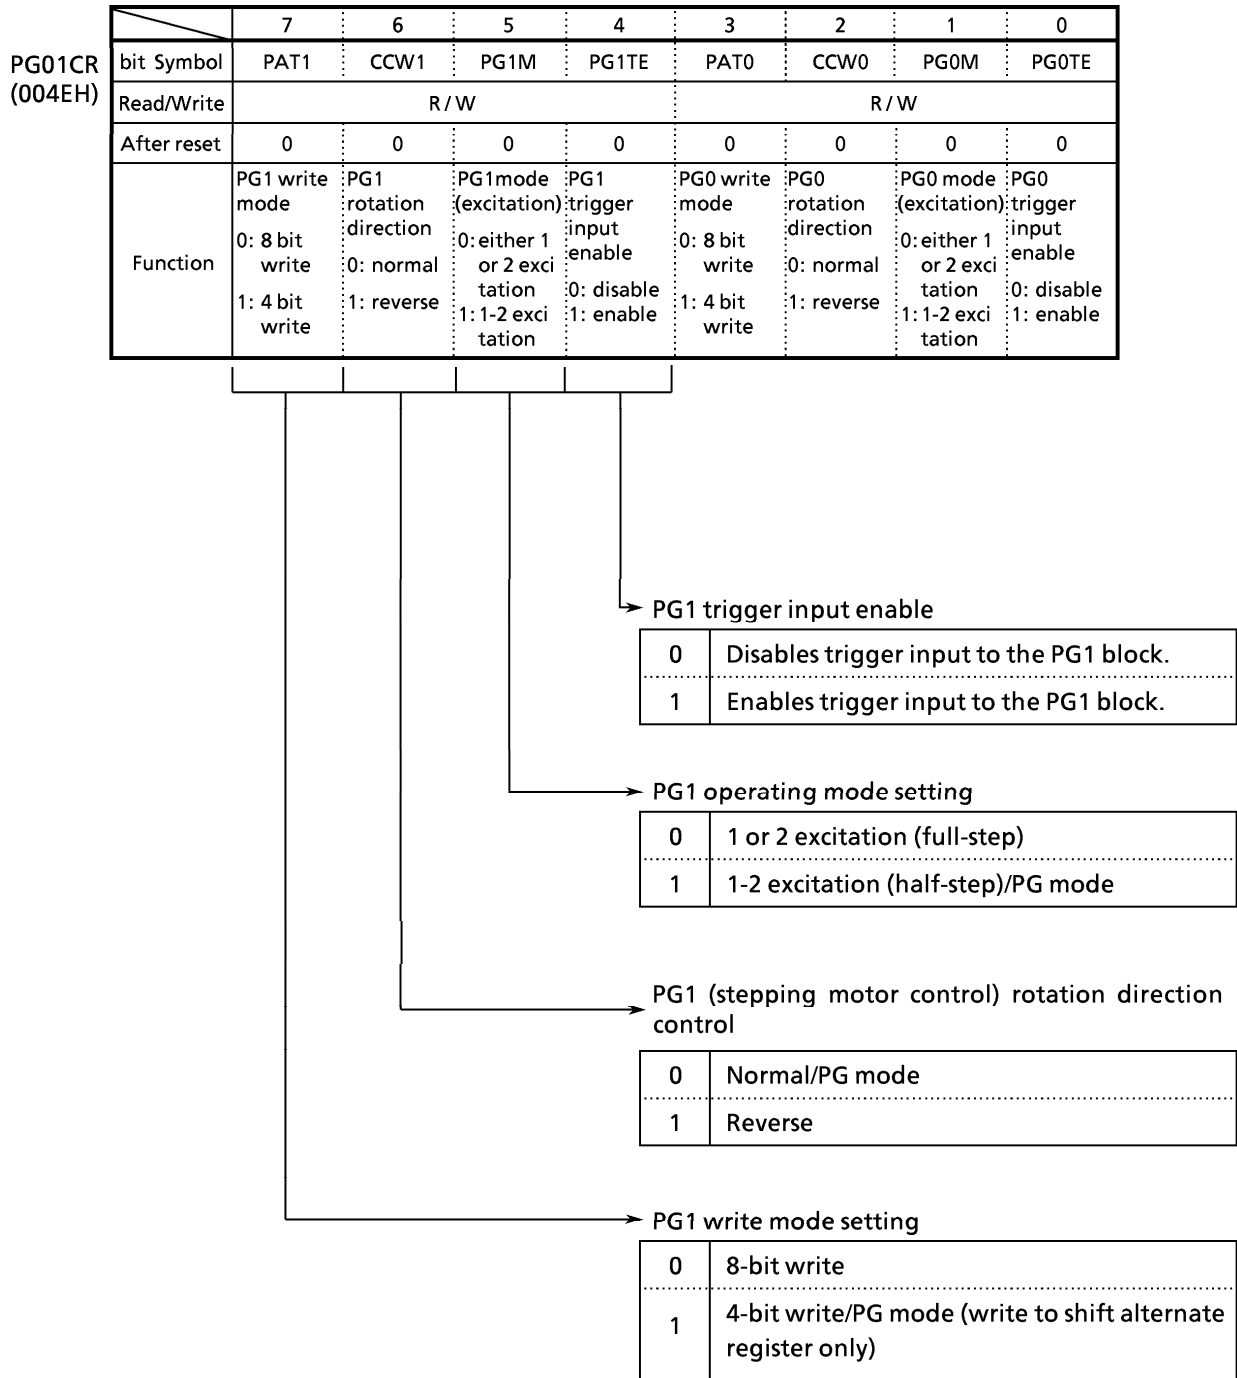 7 6 5 4 3 2 1 0
PG01CR
(004EH)
bit Symbol PAT1 CCW1 PG1M PG1TE PAT0 CCW0 PG0M PG0TE
Read/Write R / W R / W
After reset 0 0 0 0 0 0 0 0
Function
PG1 write
mode
0: 8 bit
write
1: 4 bit
write
PG1
rotation
direction
0: normal
1: reverse
PG1mode
(excitation)
0: either 1
or 2 exci
tation
1: 1-2 exci
tation
PG1
trigger
input
enable
0: disable
1: enable
PG0 write
mode
0: 8 bit
write
1: 4 bit
write
PG0
rotation
direction
0: normal
1: reverse
PG0 mode
(excitation)
0: either 1
or 2 exci
tation
1: 1-2 exci
tation
PG0
trigger
input
enable
0: disable
1: enable
PG1 trigger input enable
0 Disables trigger input to the PG1 block.
1 Enables trigger input to the PG1 block.
PG1 operating mode setting
0 1 or 2 excitation (full-step)
1 1-2 excitation (half-step)/PG mode
PG1 (stepping motor control) rotation direction
control
0 Normal/PG mode
1 Reverse
PG1 write mode setting
0 8-bit write
1 4-bit write/PG mode (write to shift alternate
register only)